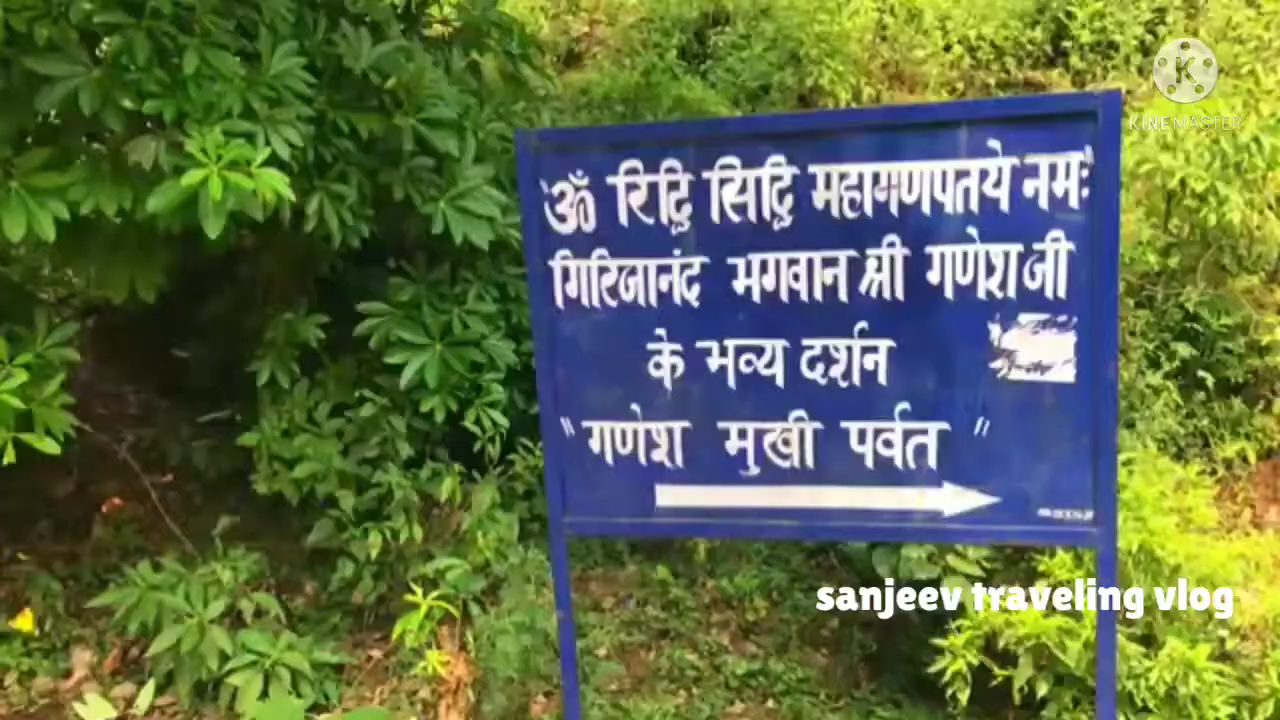 K
KINEMASTER
'ॐ रिद्धि सिद्धि महागणपतये नमः'
गिरिजानंद भगवान श्री गणेश जी
के भव्य दर्शन
"गणेश मुखी पर्वत"
sanjeev traveling vlog